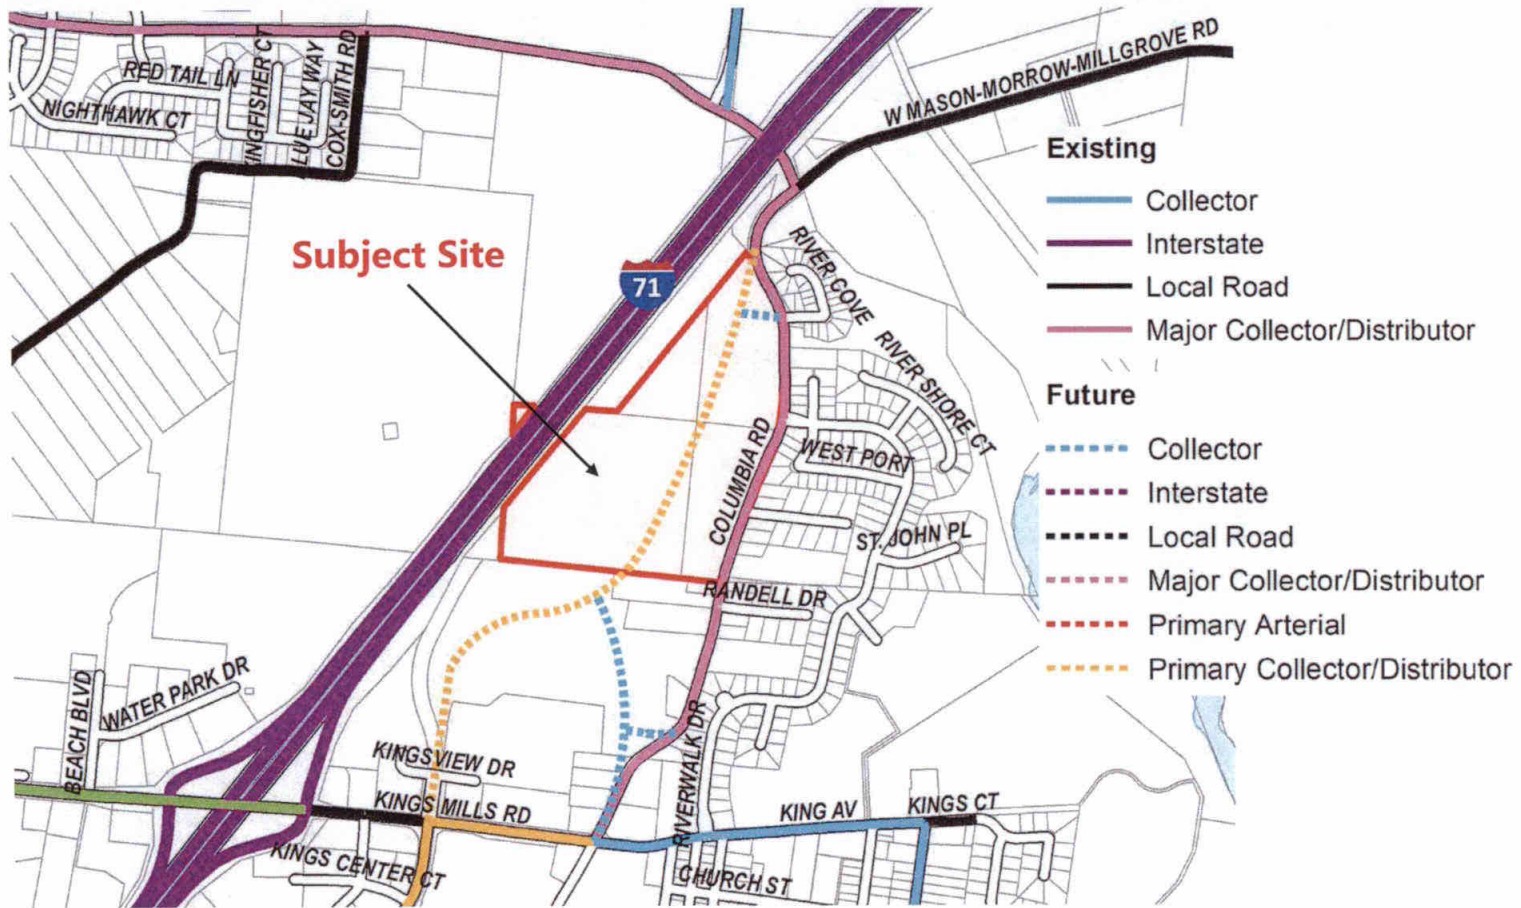 RED TAIL LN
NIGHTHAWK CT
KINGFISHER CT
LUE JAY WAY
COX-SMITH RD
W MASON-MORROW-MILLGROVE RD
Subject Site
71
RIVER COVE
RIVER SHORE CT
COLUMBIA RD
WEST PORT
ST. JOHN PL
RANDELL DR
BEACH BLVD
WATER PARK DR
KINGSVIEW DR
KINGS MILLS RD
RIVERWALK DR
KING AV
KINGS CT
KINGS CENTER CT
CHURCH ST
Existing
Collector
Interstate
Local Road
Major Collector/Distributor
Future
Collector
Interstate
Local Road
Major Collector/Distributor
Primary Arterial
Primary Collector/Distributor